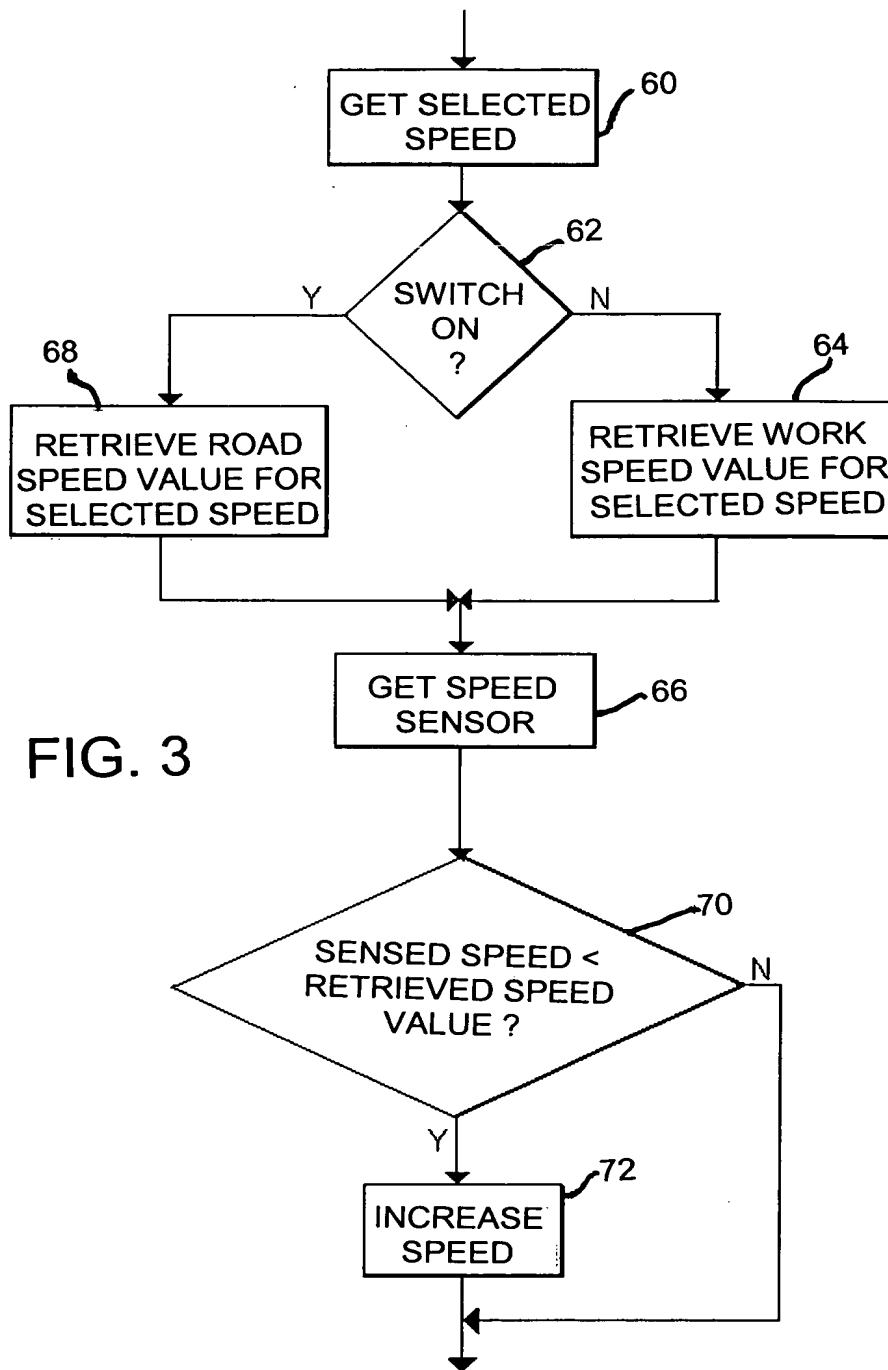 GET SELECTED
SPEED
60
62
SWITCH
ON
?
Y
N
68
64
RETRIEVE ROAD
SPEED VALUE FOR
SELECTED SPEED
RETRIEVE WORK
SPEED VALUE FOR
SELECTED SPEED
GET SPEED
SENSOR
66
FIG. 3
70
SENSED SPEED <
RETRIEVED SPEED
VALUE ?
N
Y
72
INCREASE
SPEED